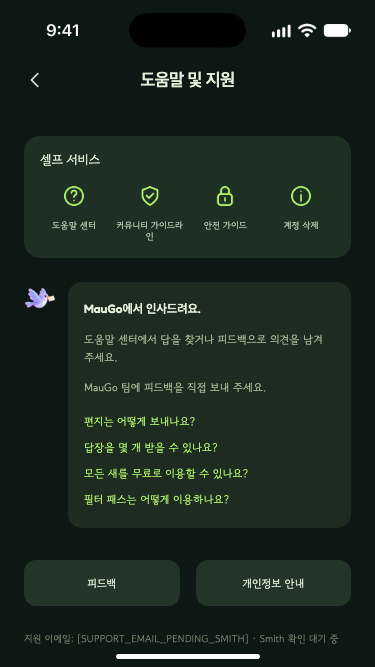 9:41
도움말 및 지원
셀프 서비스
도움말 센터
커뮤니티 가이드라
인
안전 가이드
계정 삭제
MauGo에서 인사드려요.
도움말 센터에서 답을 찾거나 피드백으로 의견을 남겨
주세요.
MauGo 팀에 피드백을 직접 보내 주세요.
편지는 어떻게 보내나요?
답장을 몇 개 받을 수 있나요?
모든 새를 무료로 이용할 수 있나요?
필터 패스는 어떻게 이용하나요?
피드백
개인정보 안내
지원 이메일: [SUPPORT_EMAIL_PENDING_SMITH] · Smith 확인 대기 중